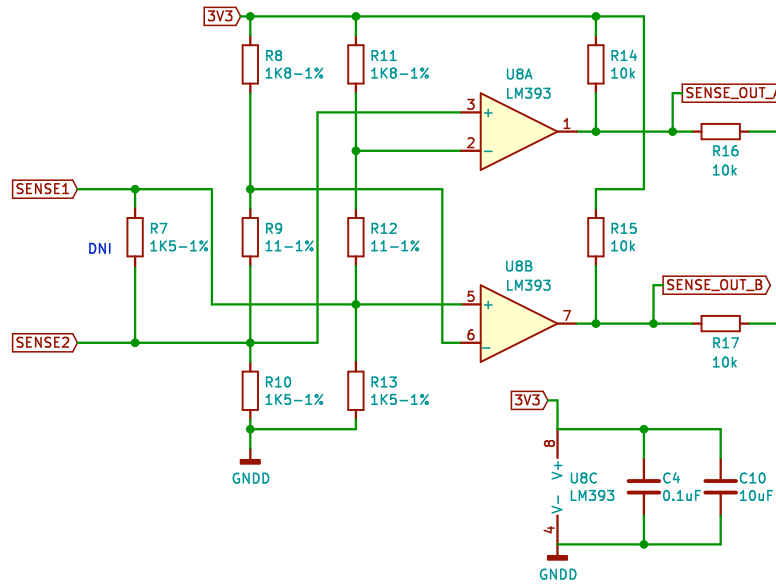 3V3
R8
1K8-1%
R11
1K8-1%
R14
10k
U8A
LM393
3
+
2
−
1
SENSE_OUT_A
R16
10k
SENSE1
R7
1K5-1%
DNI
R9
11-1%
R12
11-1%
R15
10k
U8B
LM393
5
+
6
−
7
SENSE_OUT_B
R17
10k
SENSE2
R10
1K5-1%
R13
1K5-1%
GNDD
3V3
8
V+
U8C
LM393
V-
4
C4
0.1uF
C10
10uF
GNDD